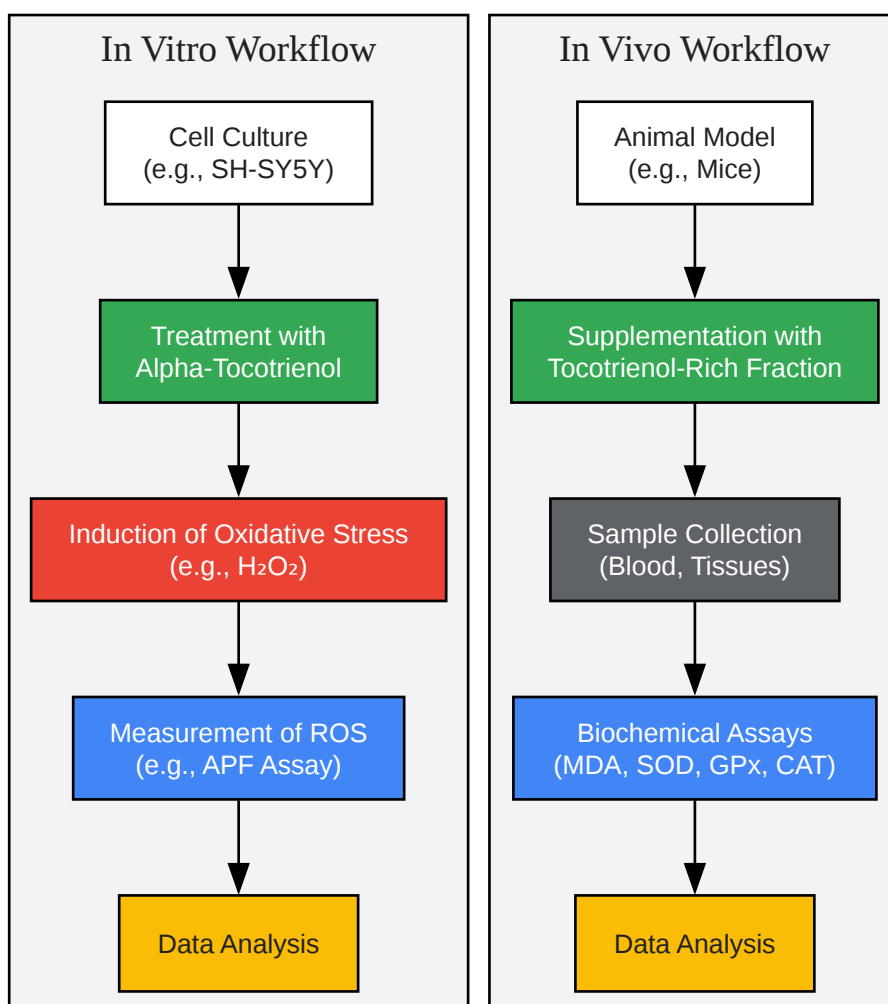 In Vitro Workflow
Cell Culture
(e.g., SH-SY5Y)
Treatment with
Alpha-Tocotrienol
Induction of Oxidative Stress
(e.g., H₂O₂)
Measurement of ROS
(e.g., APF Assay)
Data Analysis
In Vivo Workflow
Animal Model
(e.g., Mice)
Supplementation with
Tocotrienol-Rich Fraction
Sample Collection
(Blood, Tissues)
Biochemical Assays
(MDA, SOD, GPx, CAT)
Data Analysis